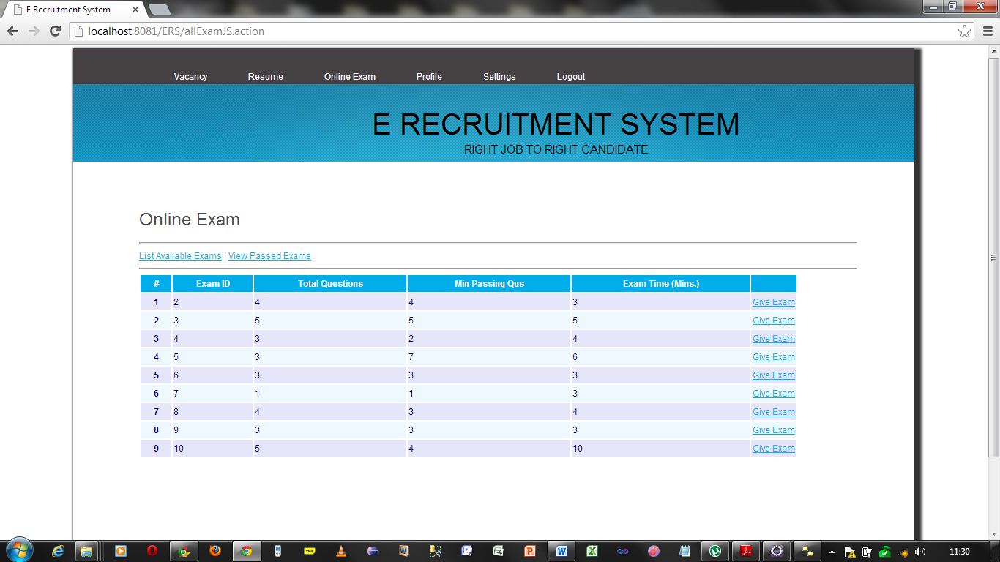 E Recruitment System
localhost:8081/ERS/allExamJS.action
Vacancy Resume Online Exam Profile Settings Logout
E RECRUITMENT SYSTEM
RIGHT JOB TO RIGHT CANDIDATE
Online Exam
List Available Exams | View Passed Exams
# Exam ID Total Questions Min Passing Qus Exam Time (Mins.)
1 2 4 4 3 Give Exam
2 3 5 5 5 Give Exam
3 4 3 2 4 Give Exam
4 5 3 7 6 Give Exam
5 6 3 3 3 Give Exam
6 7 1 1 3 Give Exam
7 8 4 3 4 Give Exam
8 9 3 3 3 Give Exam
9 10 5 4 10 Give Exam
11:30